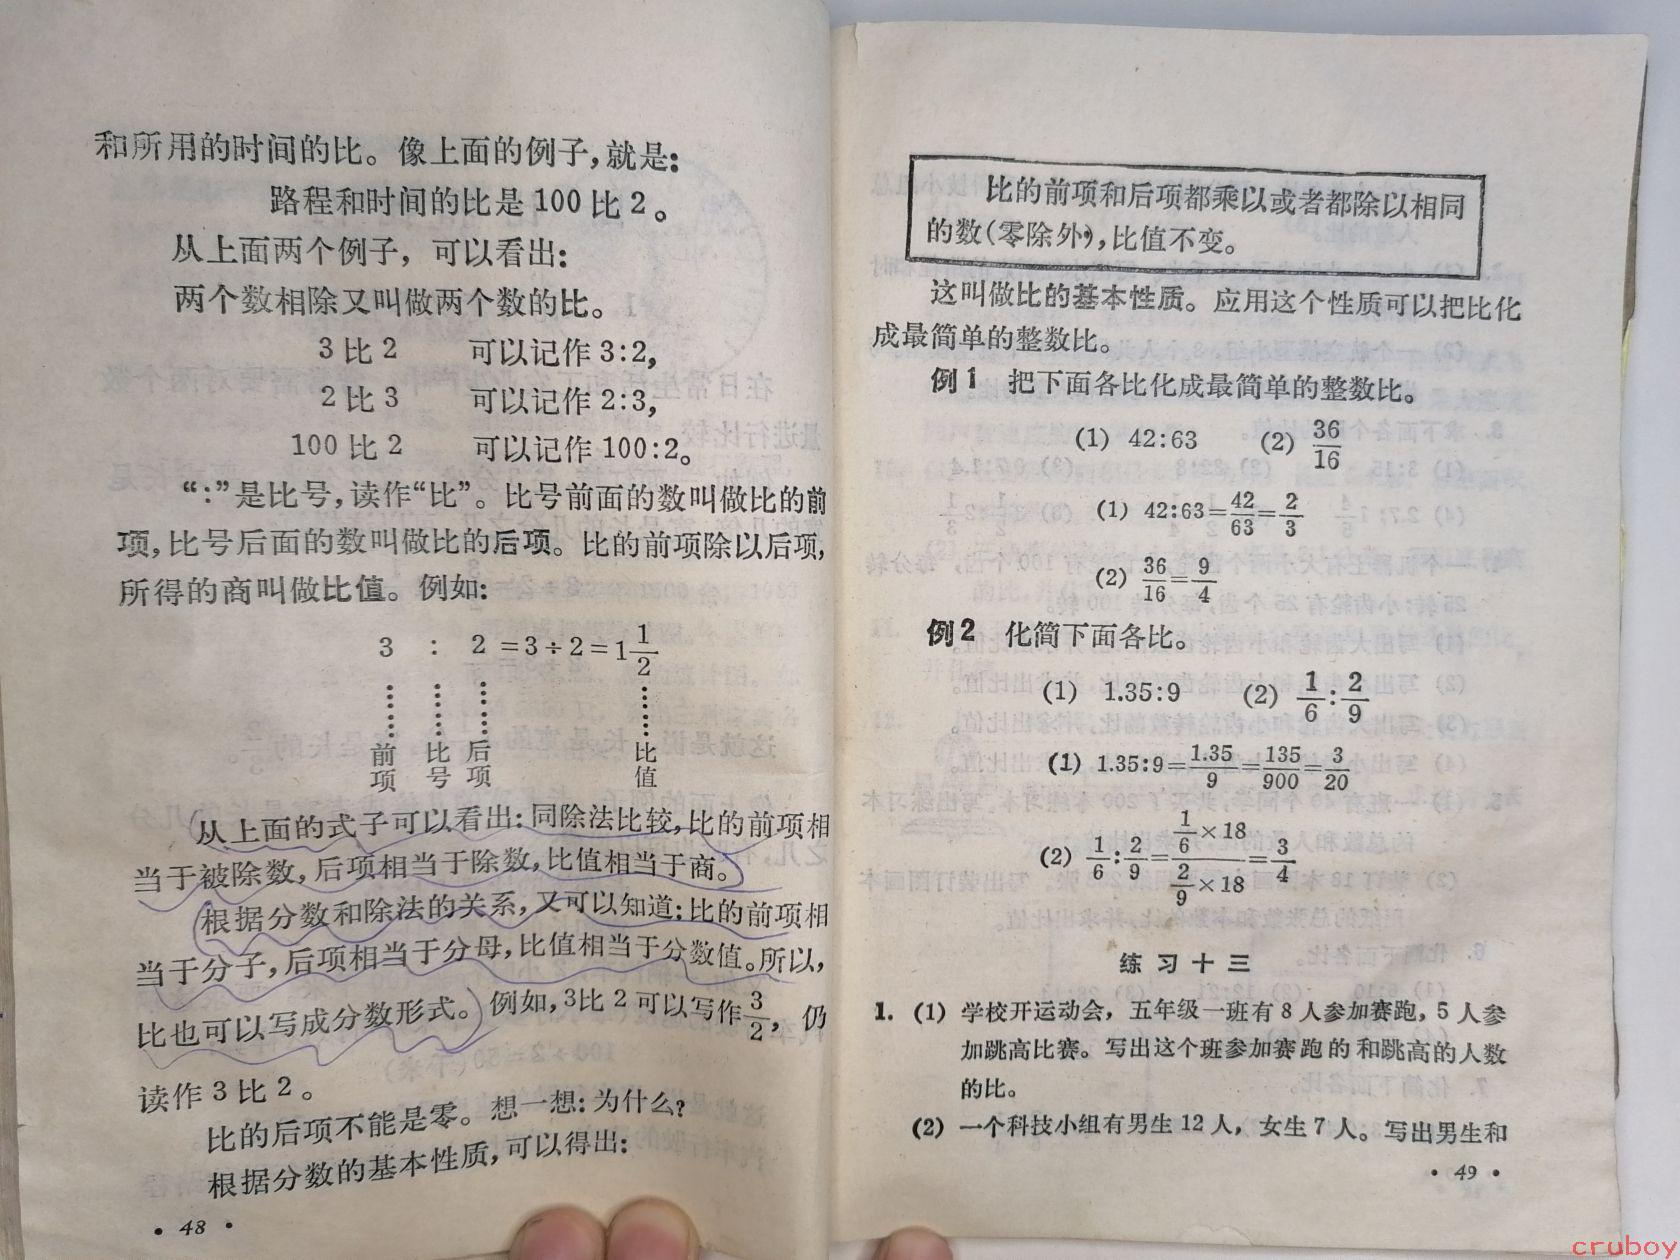 和所用的时间的比。像上面的例子,就是:
路程和时间的比是 100 比 2 。
从上面两个例子，可以看出:
两个数相除又叫做两个数的比。
3 比 2 可以记作 3:2,
2 比 3 可以记作 2:3,
100 比 2 可以记作 100:2。
“:”是比号,读作“比”。比号前面的数叫做比的前
项,比号后面的数叫做比的后项。比的前项除以后项,
所得的商叫做比值。例如:
3 : 2 =3÷2=1 1/2
前项 比号 后项 比值
从上面的式子可以看出:同除法比较,比的前项相
当于被除数,后项相当于除数,比值相当于商。
根据分数和除法的关系,又可以知道:比的前项相
当于分子,后项相当于分母,比值相当于分数值。所以,
比也可以写成分数形式。例如,3比 2 可以写作 3/2，仍
读作 3 比 2 。
比的后项不能是零。想一想:为什么?
根据分数的基本性质,可以得出:
• 48 •
比的前项和后项都乘以或者都除以相同
的数(零除外),比值不变。
这叫做比的基本性质。应用这个性质可以把比化
成最简单的整数比。
例1 把下面各比化成最简单的整数比。
(1) 42:63 (2) 36/16
(1) 42:63=42/63=2/3
(2) 36/16=9/4
例2 化简下面各比。
(1) 1.35:9 (2) 1/6:2/9
(1) 1.35:9=1.35/9=135/900=3/20
(2) 1/6:2/9=(1/6×18)/(2/9×18)=3/4
练 习 十 三
1. (1) 学校开运动会，五年级一班有 8 人参加赛跑，5 人参
加跳高比赛。写出这个班参加赛跑的和跳高的人数
的比。
(2) 一个科技小组有男生 12 人，女生 7 人。写出男生和
• 49 •
cruboy